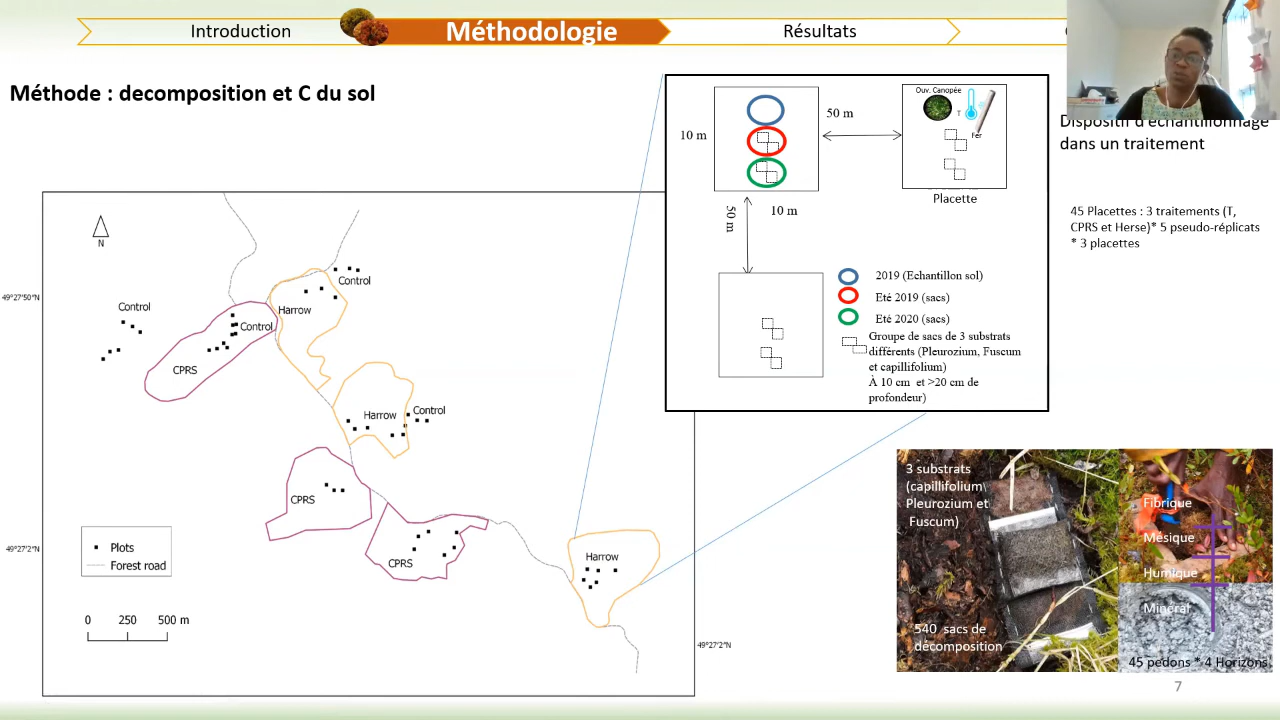 Introduction
Méthodologie
Résultats
Méthode : decomposition et C du sol
N
49°27'50"N
49°27'2"N
49°27'2"N
Control
Control
Control
Harrow
CPRS
Harrow
Control
CPRS
CPRS
Harrow
Plots
Forest road
0 250 500 m
10 m
50 m
Ouv. Canopée
T
Fer
Placette
50 m
10 m
2019 (Echantillon sol)
Eté 2019 (sacs)
Eté 2020 (sacs)
Groupe de sacs de 3 substrats
différents (Pleurozium, Fuscum
et capillifolium)
À 10 cm et >20 cm de
profondeur)
Dispositif d'échantillonnage
dans un traitement
45 Placettes : 3 traitements (T,
CPRS et Herse)* 5 pseudo-réplicats
* 3 placettes
3 substrats
(capillifolium
Pleurozium et
Fuscum)
540 sacs de
décomposition
Fibrique
Mésique
Humique
Minéral
45 pedons * 4 Horizons
7